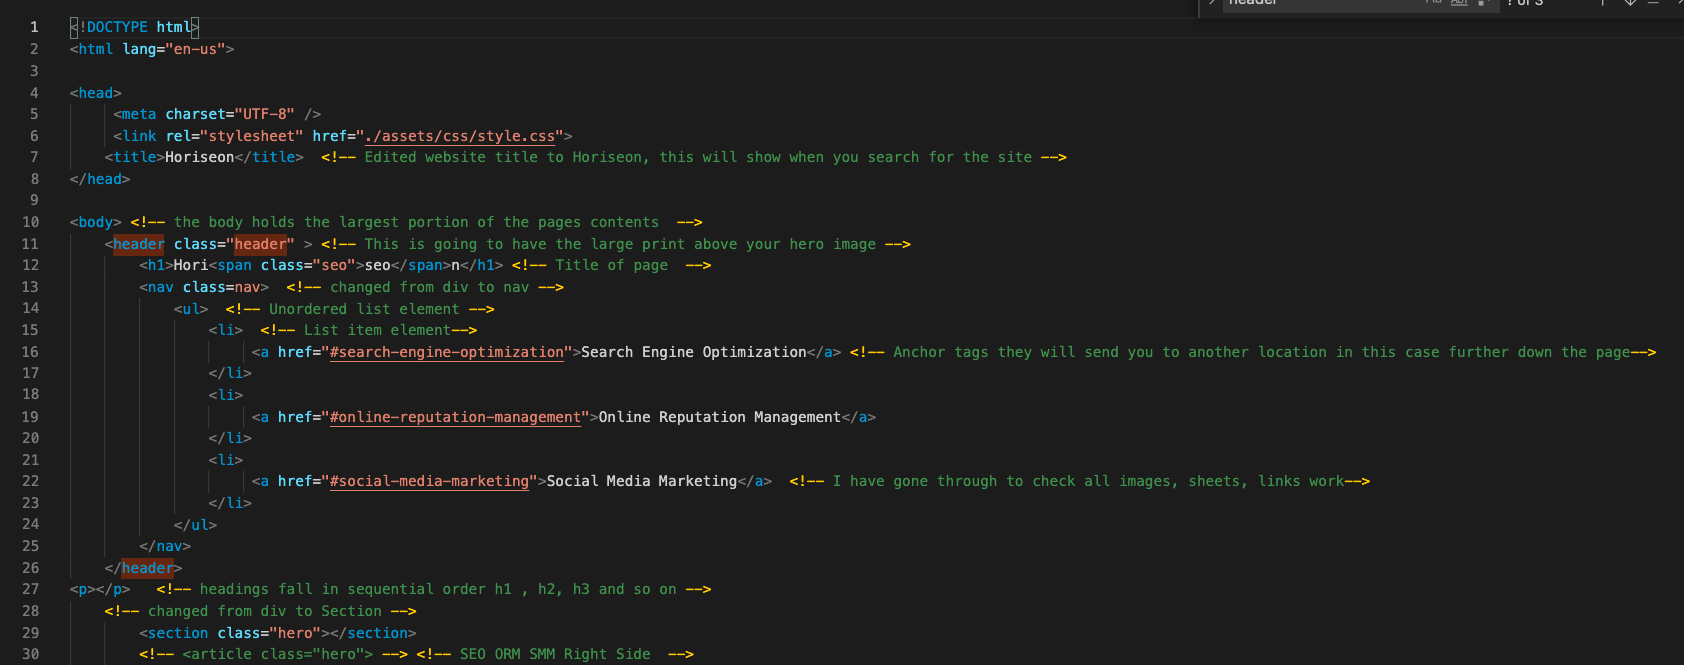 header
? of 3
1 <!DOCTYPE html>
2 <html lang="en-us">
3
4 <head>
5 <meta charset="UTF-8" />
6 <link rel="stylesheet" href="./assets/css/style.css">
7 <title>Horiseon</title> <!-- Edited website title to Horiseon, this will show when you search for the site -->
8 </head>
9
10 <body> <!-- the body holds the largest portion of the pages contents -->
11 <header class="header" > <!-- This is going to have the large print above your hero image -->
12 <h1>Hori<span class="seo">seo</span>n</h1> <!-- Title of page -->
13 <nav class=nav> <!-- changed from div to nav -->
14 <ul> <!-- Unordered list element -->
15 <li> <!-- List item element-->
16 <a href="#search-engine-optimization">Search Engine Optimization</a> <!-- Anchor tags they will send you to another location in this case further down the page-->
17 </li>
18 <li>
19 <a href="#online-reputation-management">Online Reputation Management</a>
20 </li>
21 <li>
22 <a href="#social-media-marketing">Social Media Marketing</a> <!-- I have gone through to check all images, sheets, links work-->
23 </li>
24 </ul>
25 </nav>
26 </header>
27 <p></p> <!-- headings fall in sequential order h1 , h2, h3 and so on -->
28 <!-- changed from div to Section -->
29 <section class="hero"></section>
30 <!-- <article class="hero"> --> <!-- SEO ORM SMM Right Side -->